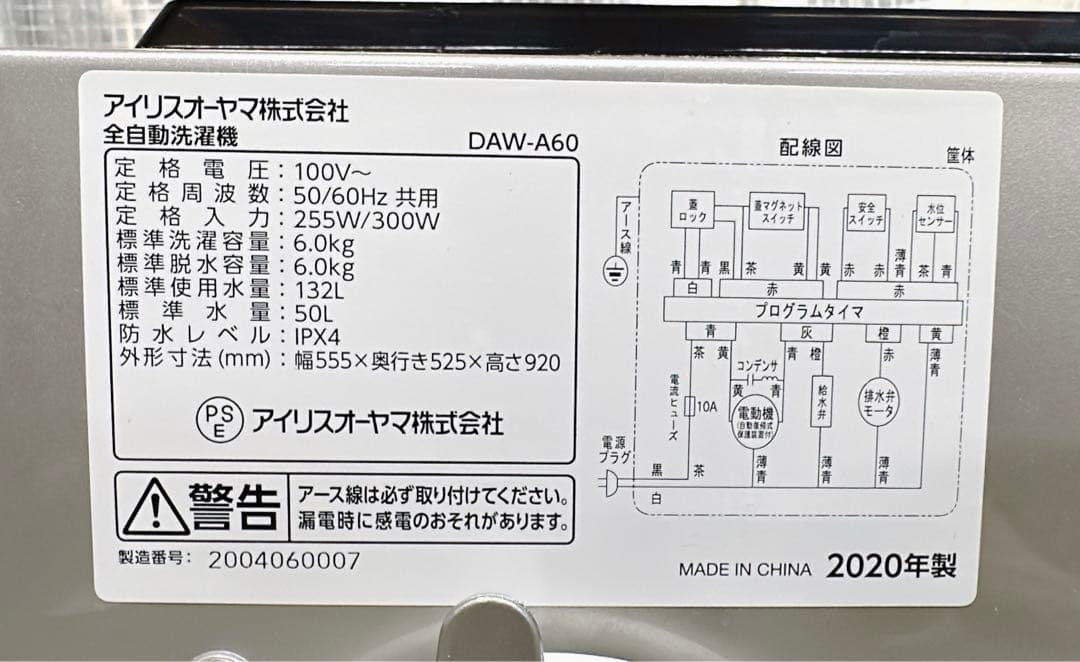 アイリスオーヤマ株式会社
全自動洗濯機 DAW-A60
定格電圧：100V～
定格周波数：50/60Hz 共用
定格入力：255W/300W
標準洗濯容量：6.0kg
標準脱水容量：6.0kg
標準使用水量：132L
標準水量：50L
防水レベル：IPX4
外形寸法(mm)：幅555×奥行き525×高さ920
PSE アイリスオーヤマ株式会社
警告
アース線は必ず取り付けてください。
漏電時に感電のおそれがあります。
製造番号：2004060007
配線図
筐体
アース線
蓋ロック
蓋マグネットスイッチ
安全スイッチ
水位センサー
青 青 黒 茶 黄 黄 赤 赤 薄青 茶 青
白 赤 赤
プログラムタイマ
青 灰 橙 黄
茶 黄 青 橙 赤 薄青
コンデンサ
黄 青
電流ヒューズ
10A
電動機
(自動復帰式
保護装置付)
給水弁
排水弁
モータ
電源
プラグ
黒 茶 薄青 薄青 薄青
白
MADE IN CHINA 2020年製